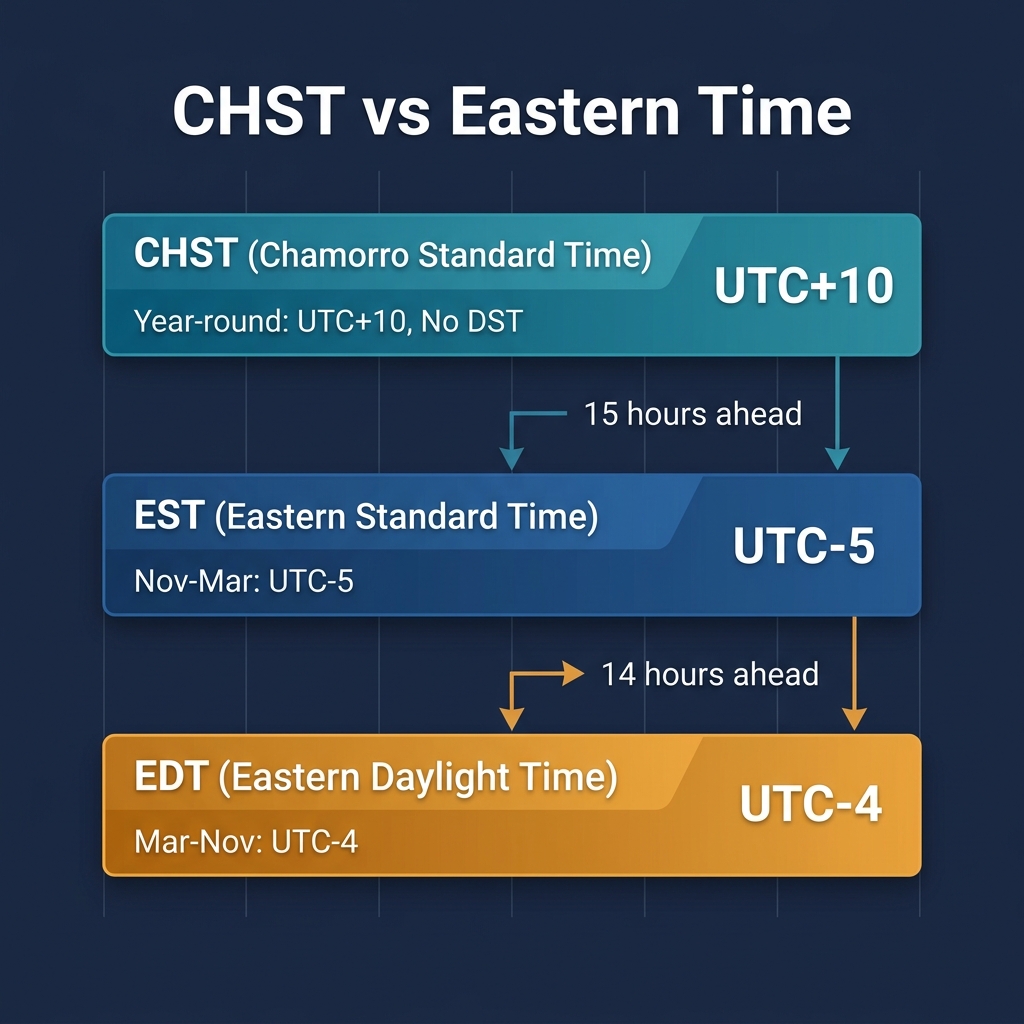 CHST vs Eastern Time
CHST (Chamorro Standard Time)
UTC+10
Year-round: UTC+10, No DST
15 hours ahead
EST (Eastern Standard Time)
UTC-5
Nov-Mar: UTC-5
14 hours ahead
EDT (Eastern Daylight Time)
UTC-4
Mar-Nov: UTC-4